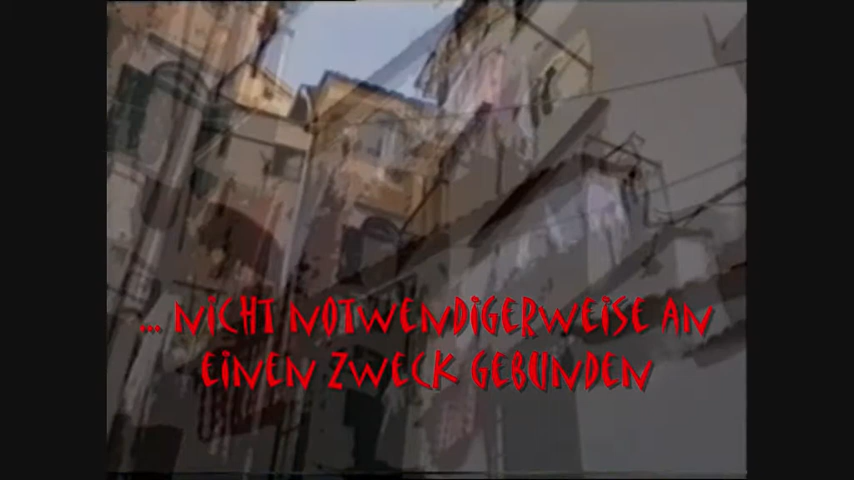 ... NICHT NOTWENDIGERWEISE AN
EINEN ZWECK GEBUNDEN